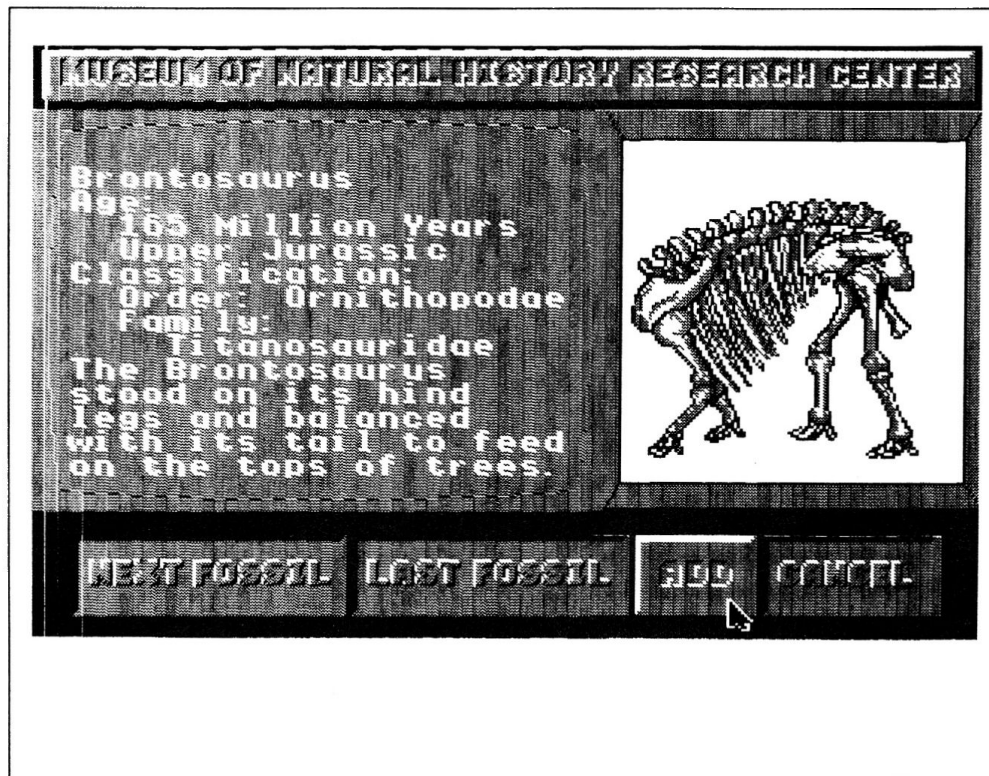 MUSEUM OF NATURAL HISTORY RESEARCH CENTER
Brontosaurus
Age:
165 Million Years
Upper Jurassic
Classification:
Order: Ornithopodae
Family:
Titanosauridae
The Brontosaurus
stood on its hind
legs and balanced
with its tail to feed
on the tops of trees.
NEXT FOSSIL LAST FOSSIL ADD CANCEL